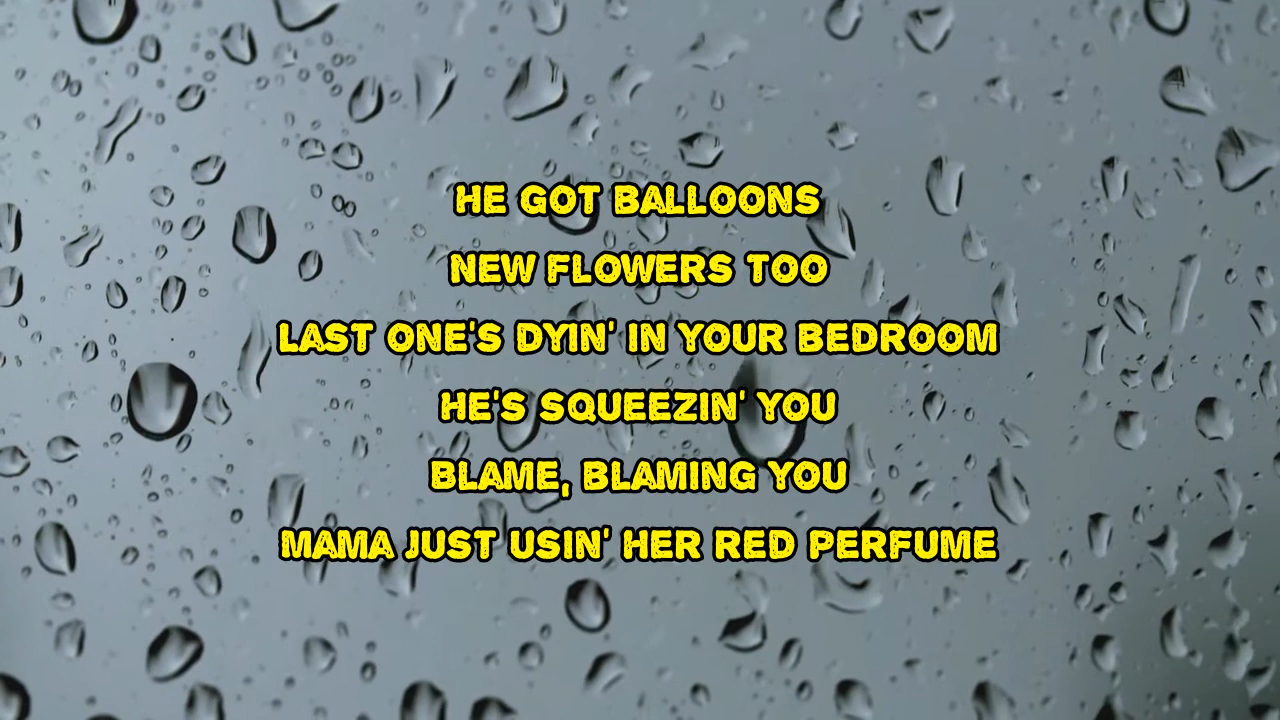 HE GOT BALLOONS
NEW FLOWERS TOO
LAST ONE'S DYIN' IN YOUR BEDROOM
HE'S SQUEEZIN' YOU
BLAME, BLAMING YOU
MAMA JUST USIN' HER RED PERFUME